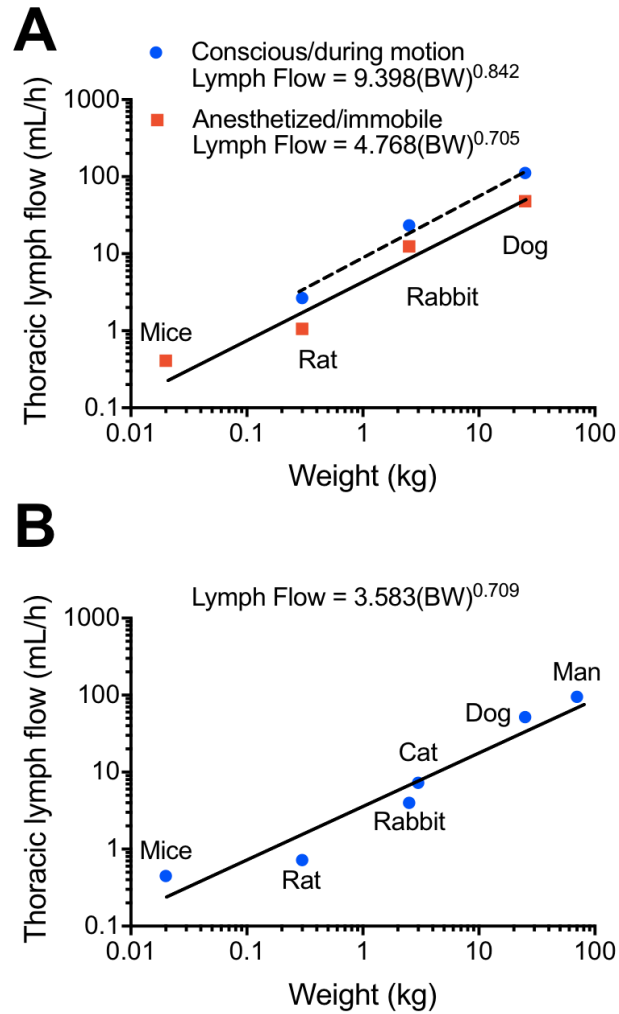 A
Conscious/during motion
Lymph Flow = 9.398(BW)^0.842
Anesthetized/immobile
Lymph Flow = 4.768(BW)^0.705
Thoracic lymph flow (mL/h)
1000
100
10
1
0.1
Mice
Rat
Rabbit
Dog
0.01
0.1
1
10
100
Weight (kg)
B
Lymph Flow = 3.583(BW)^0.709
Thoracic lymph flow (mL/h)
1000
100
10
1
0.1
Mice
Rat
Rabbit
Cat
Dog
Man
0.01
0.1
1
10
100
Weight (kg)